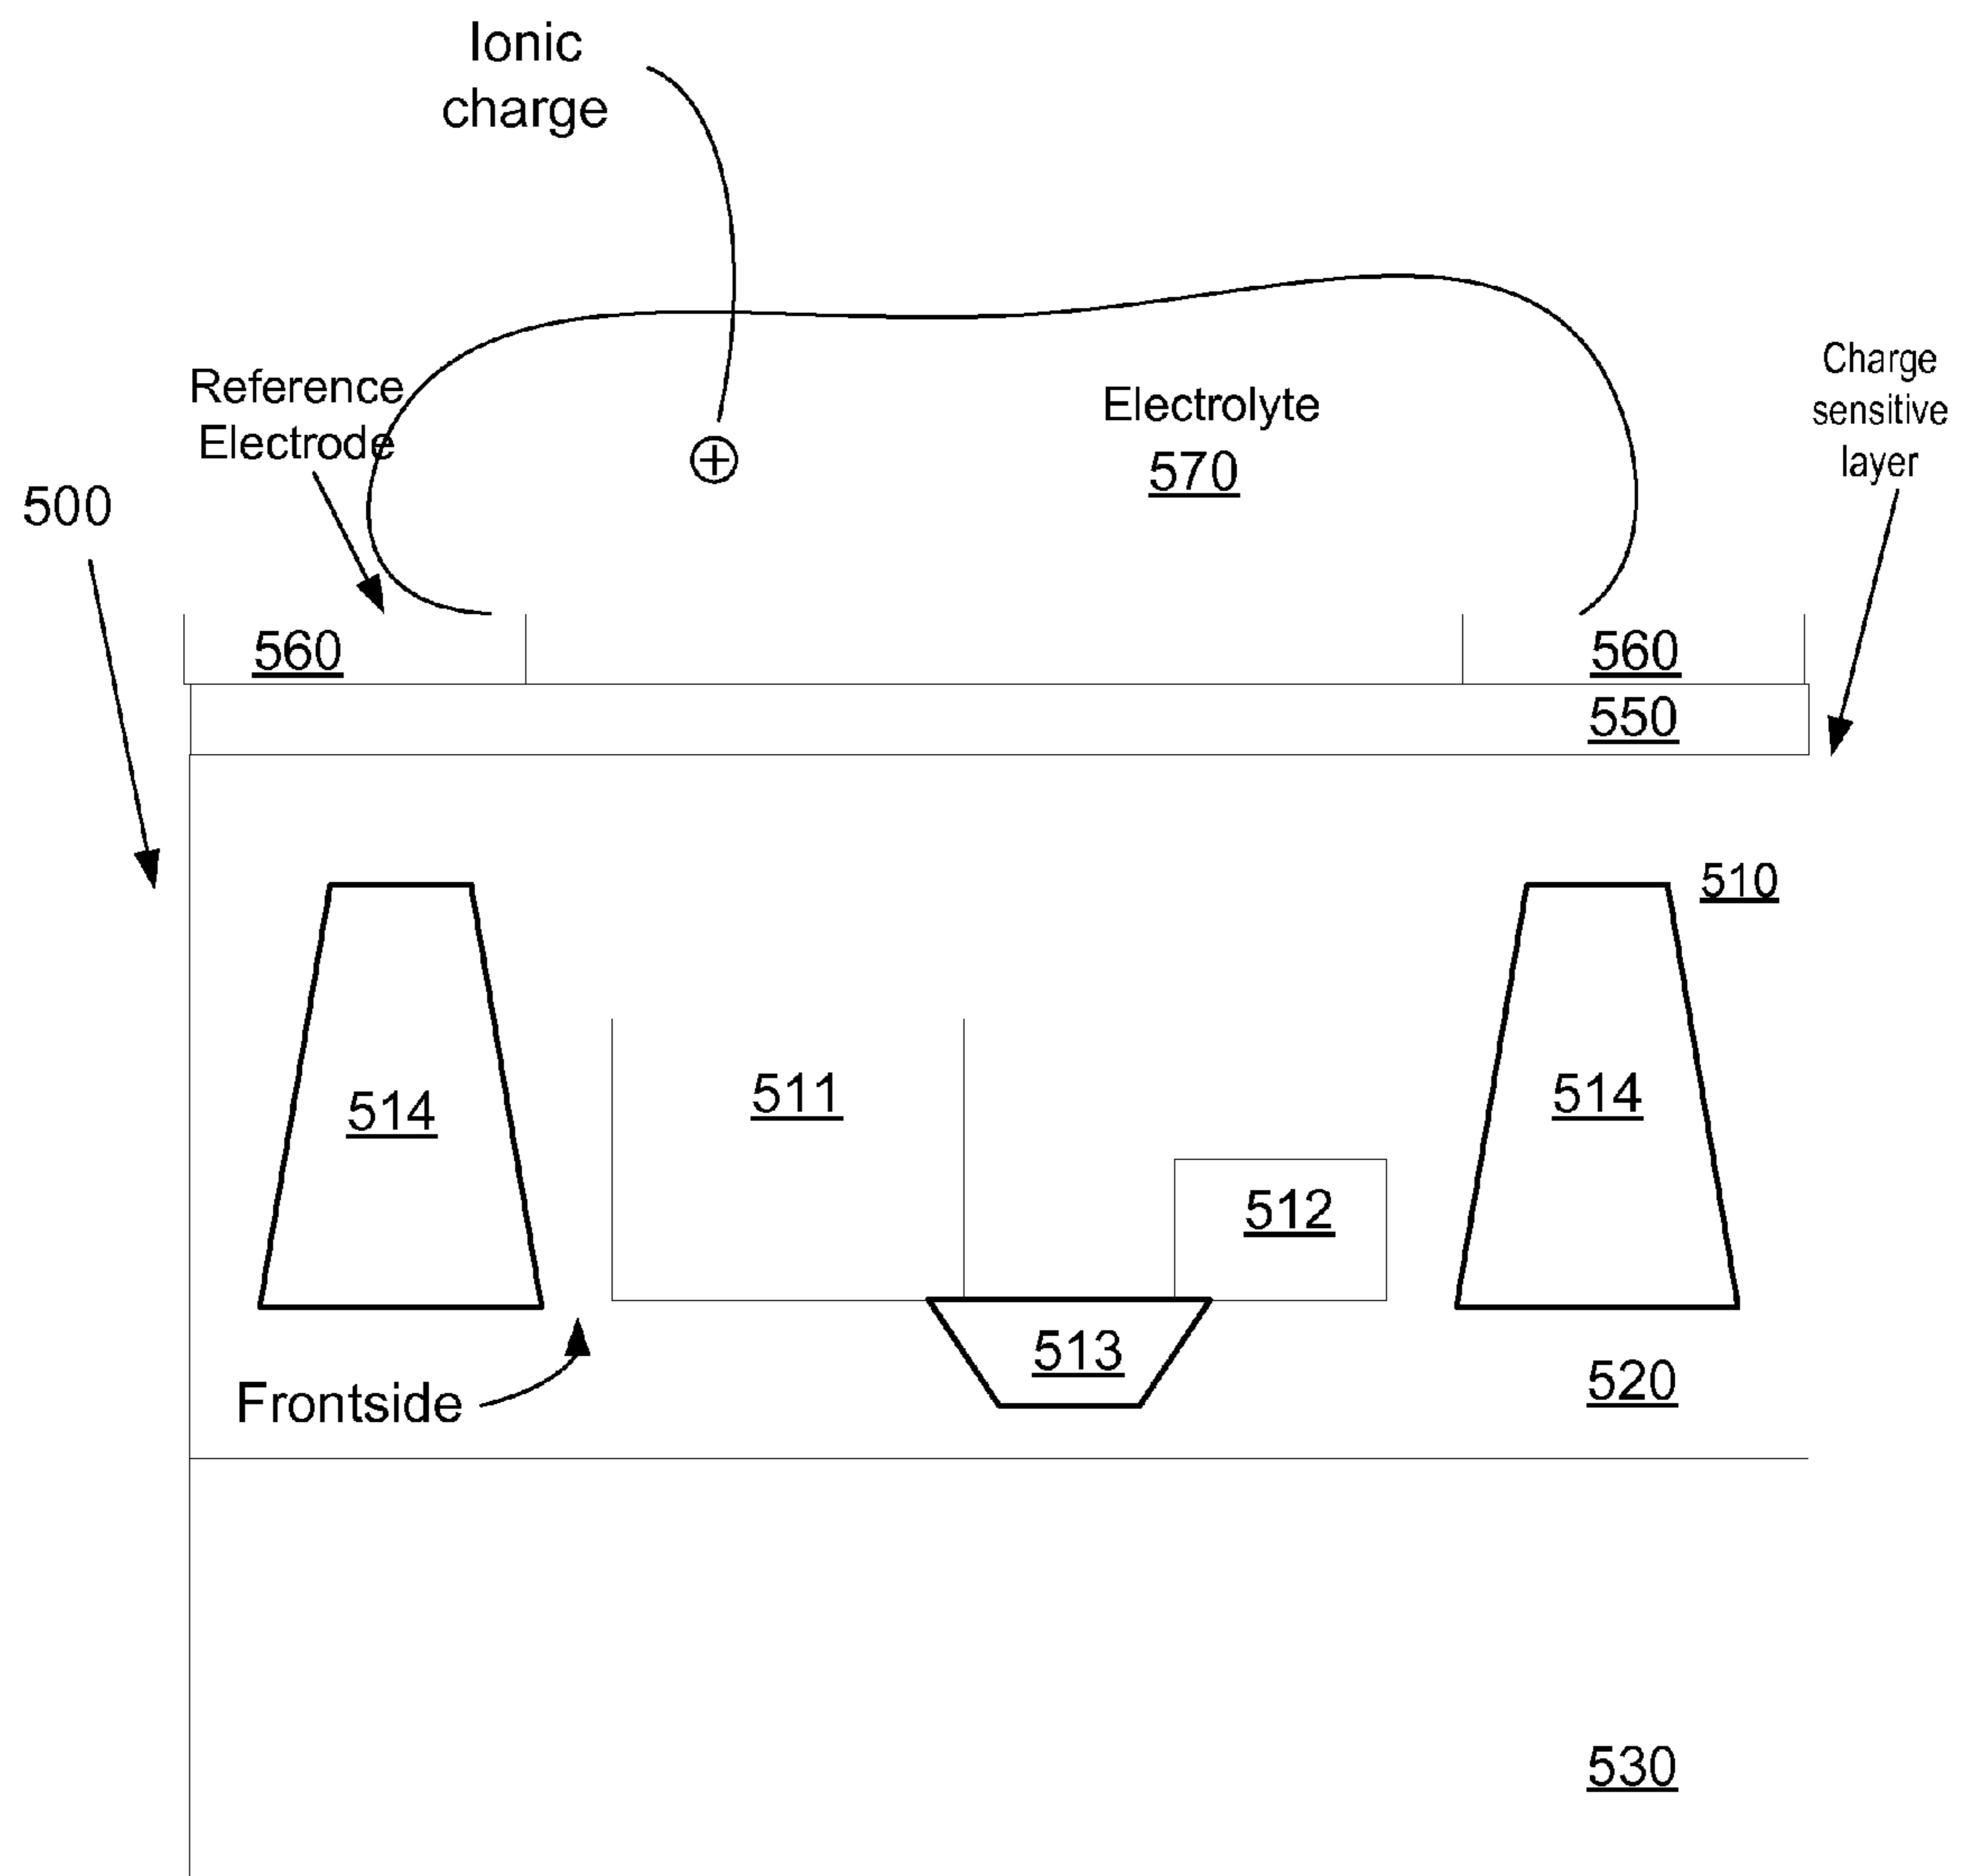 Ionic
charge
Reference
Electrode
Electrolyte
570
Charge
sensitive
layer
500
560
560
550
510
514
511
514
512
513
520
Frontside
530